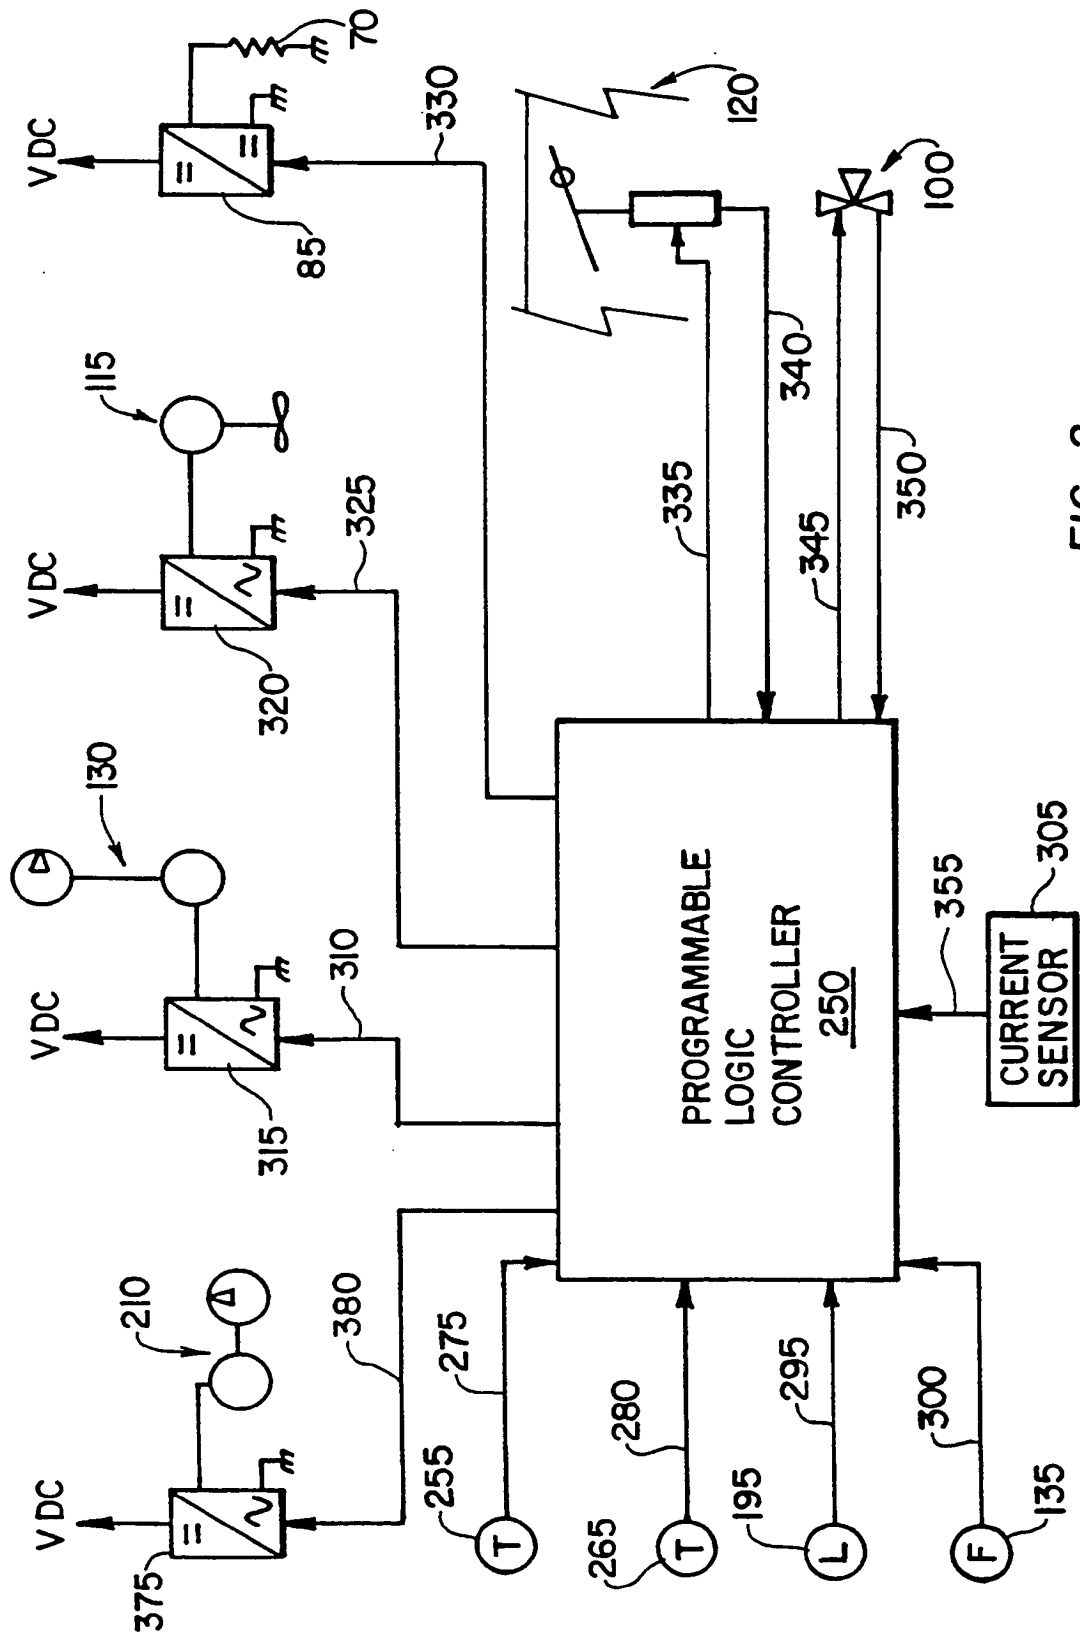 VDC
VDC
VDC
VDC
375
210
130
115
315
320
85
70
380
310
325
330
255
275
T
265
280
T
195
295
L
300
F
135
PROGRAMMABLE
LOGIC
CONTROLLER
250
335
120
340
345
350
100
355
305
CURRENT
SENSOR